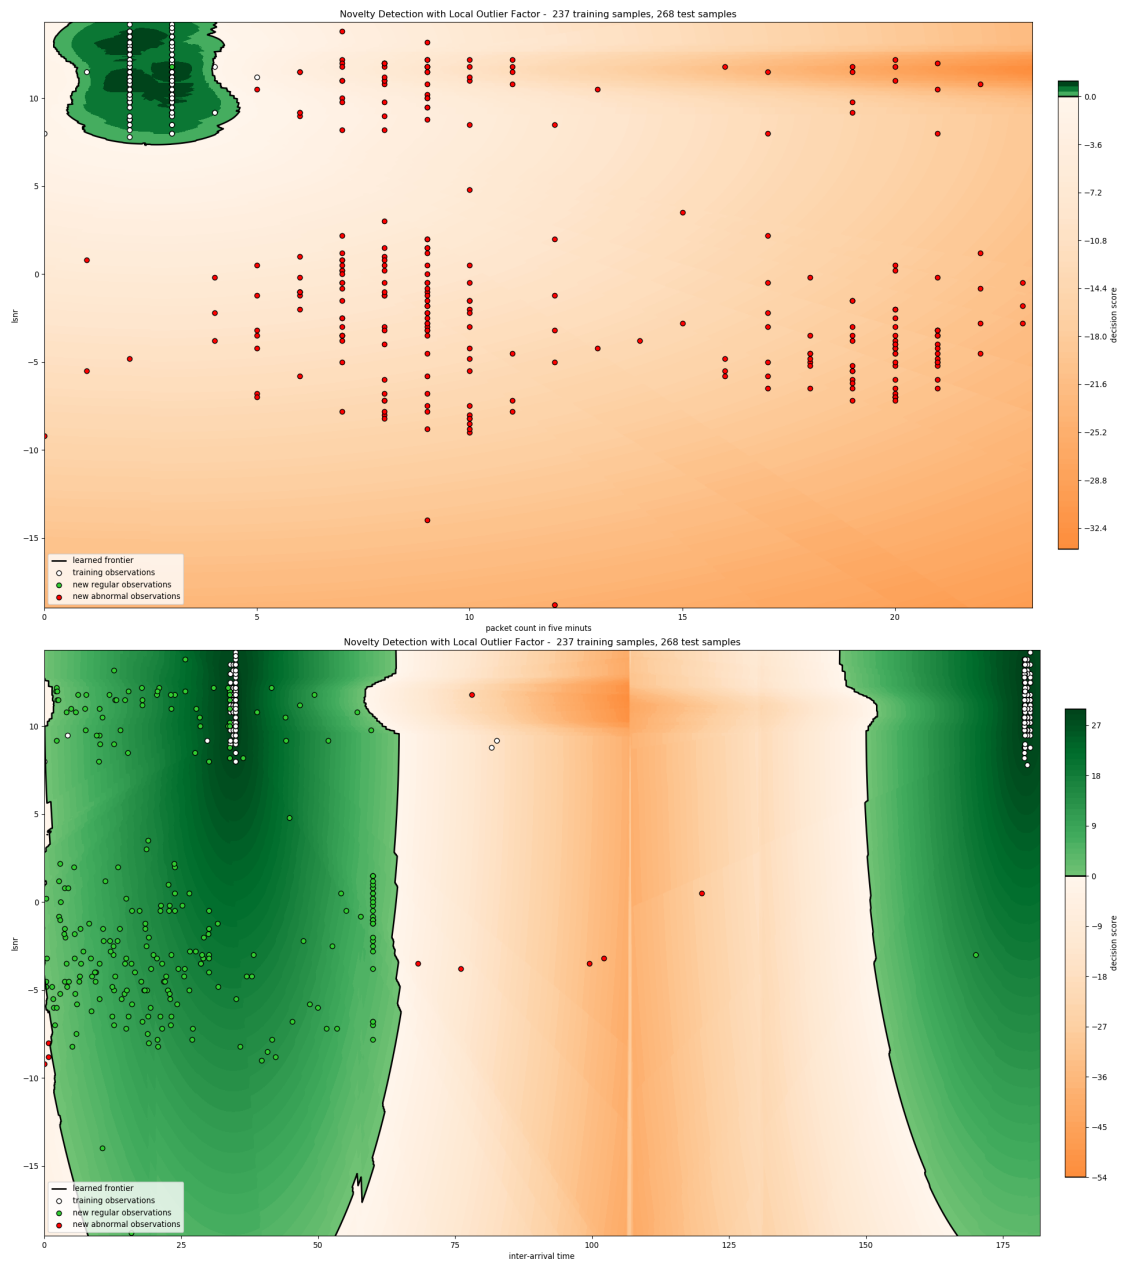 Novelty Detection with Local Outlier Factor - 237 training samples, 268 test samples
10
5
0
−5
−10
−15
lsnr
0
5
10
15
20
packet count in five minuts
learned frontier
training observations
new regular observations
new abnormal observations
0.0
−3.6
−7.2
−10.8
−14.4
−18.0
−21.6
−25.2
−28.8
−32.4
decision score
Novelty Detection with Local Outlier Factor - 237 training samples, 268 test samples
10
5
0
−5
−10
−15
lsnr
0
25
50
75
100
125
150
175
inter-arrival time
learned frontier
training observations
new regular observations
new abnormal observations
27
18
9
0
−9
−18
−27
−36
−45
−54
decision score